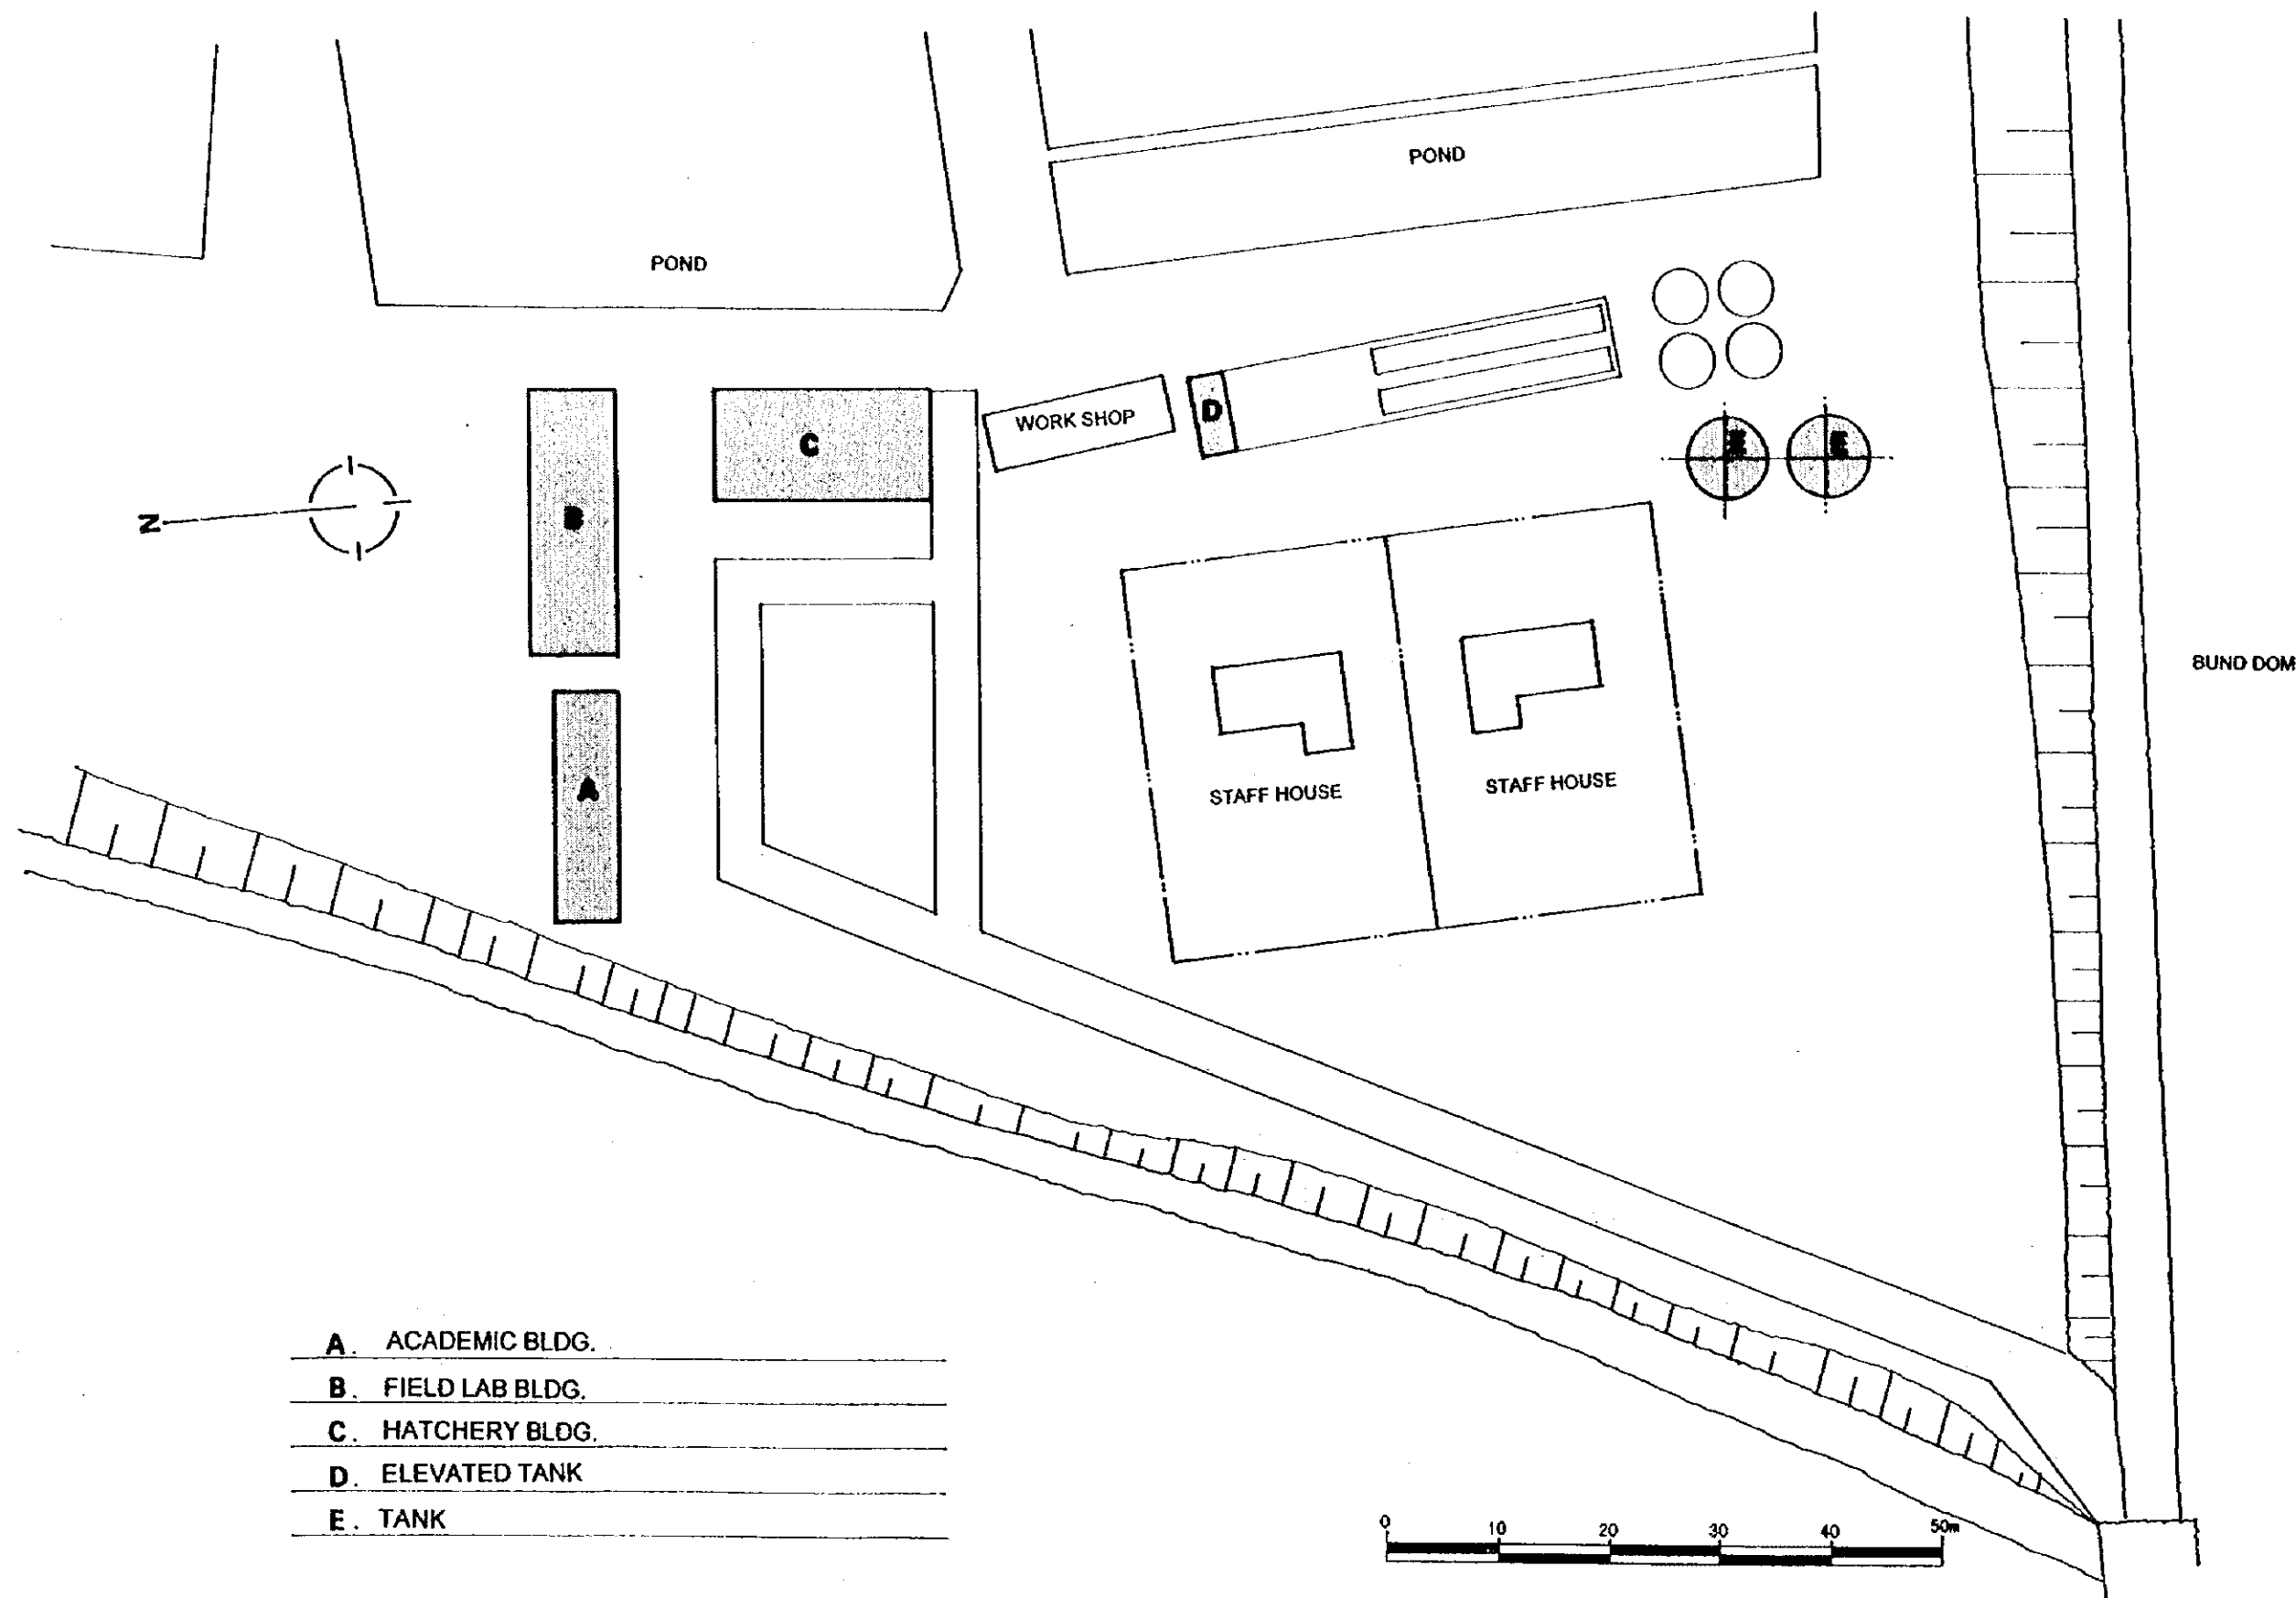 POND
POND
WORK SHOP
D
C
E
E
B
N
BUND DOM
A
STAFF HOUSE
STAFF HOUSE
A. ACADEMIC BLDG.
B. FIELD LAB BLDG.
C. HATCHERY BLDG.
D. ELEVATED TANK
E. TANK
0 10 20 30 40 50m